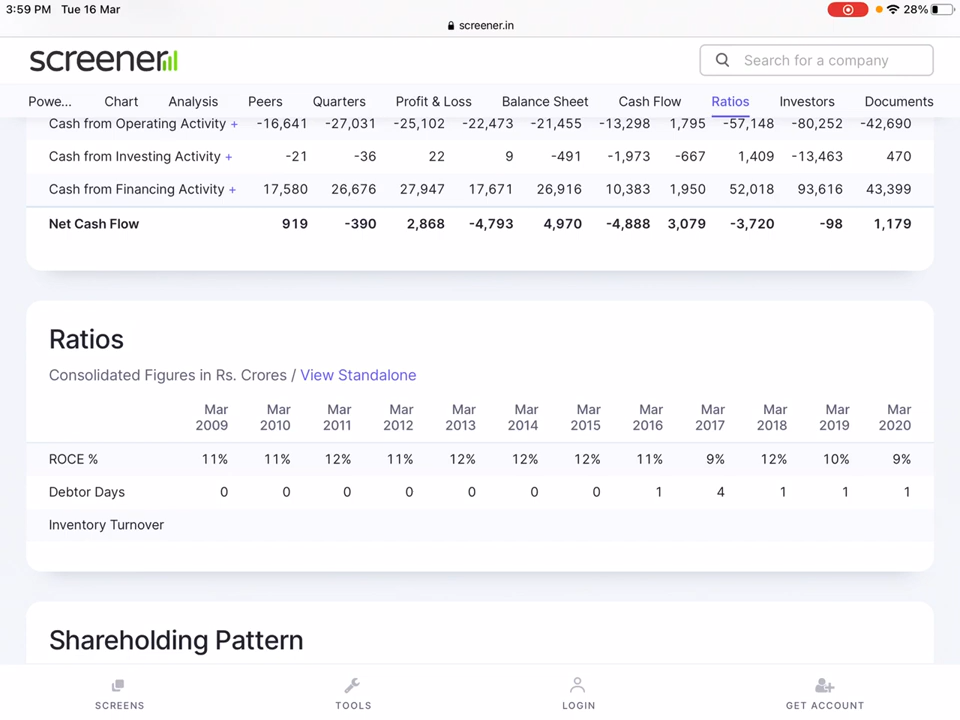 3:59 PM Tue 16 Mar 28%
screener.in
screener Search for a company
Powe... Chart Analysis Peers Quarters Profit & Loss Balance Sheet Cash Flow Ratios Investors Documents
Cash from Operating Activity + -16,641 -27,031 -25,102 -22,473 -21,455 -13,298 1,795 -57,148 -80,252 -42,690
Cash from Investing Activity + -21 -36 22 9 -491 -1,973 -667 1,409 -13,463 470
Cash from Financing Activity + 17,580 26,676 27,947 17,671 26,916 10,383 1,950 52,018 93,616 43,399
Net Cash Flow 919 -390 2,868 -4,793 4,970 -4,888 3,079 -3,720 -98 1,179
Ratios
Consolidated Figures in Rs. Crores / View Standalone
Mar Mar Mar Mar Mar Mar Mar Mar Mar Mar Mar Mar
2009 2010 2011 2012 2013 2014 2015 2016 2017 2018 2019 2020
ROCE % 11% 11% 12% 11% 12% 12% 12% 11% 9% 12% 10% 9%
Debtor Days 0 0 0 0 0 0 0 1 4 1 1 1
Inventory Turnover
Shareholding Pattern
SCREENS TOOLS LOGIN GET ACCOUNT